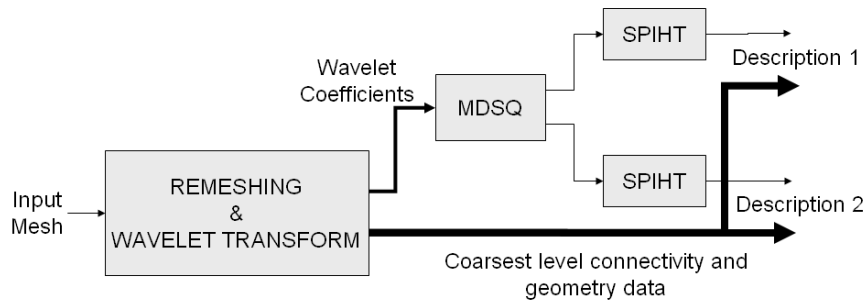 SPIHT
Description 1
Wavelet
Coefficients
MDSQ
REMESHING
&
WAVELET TRANSFORM
Input
Mesh
SPIHT
Description 2
Coarsest level connectivity and
geometry data